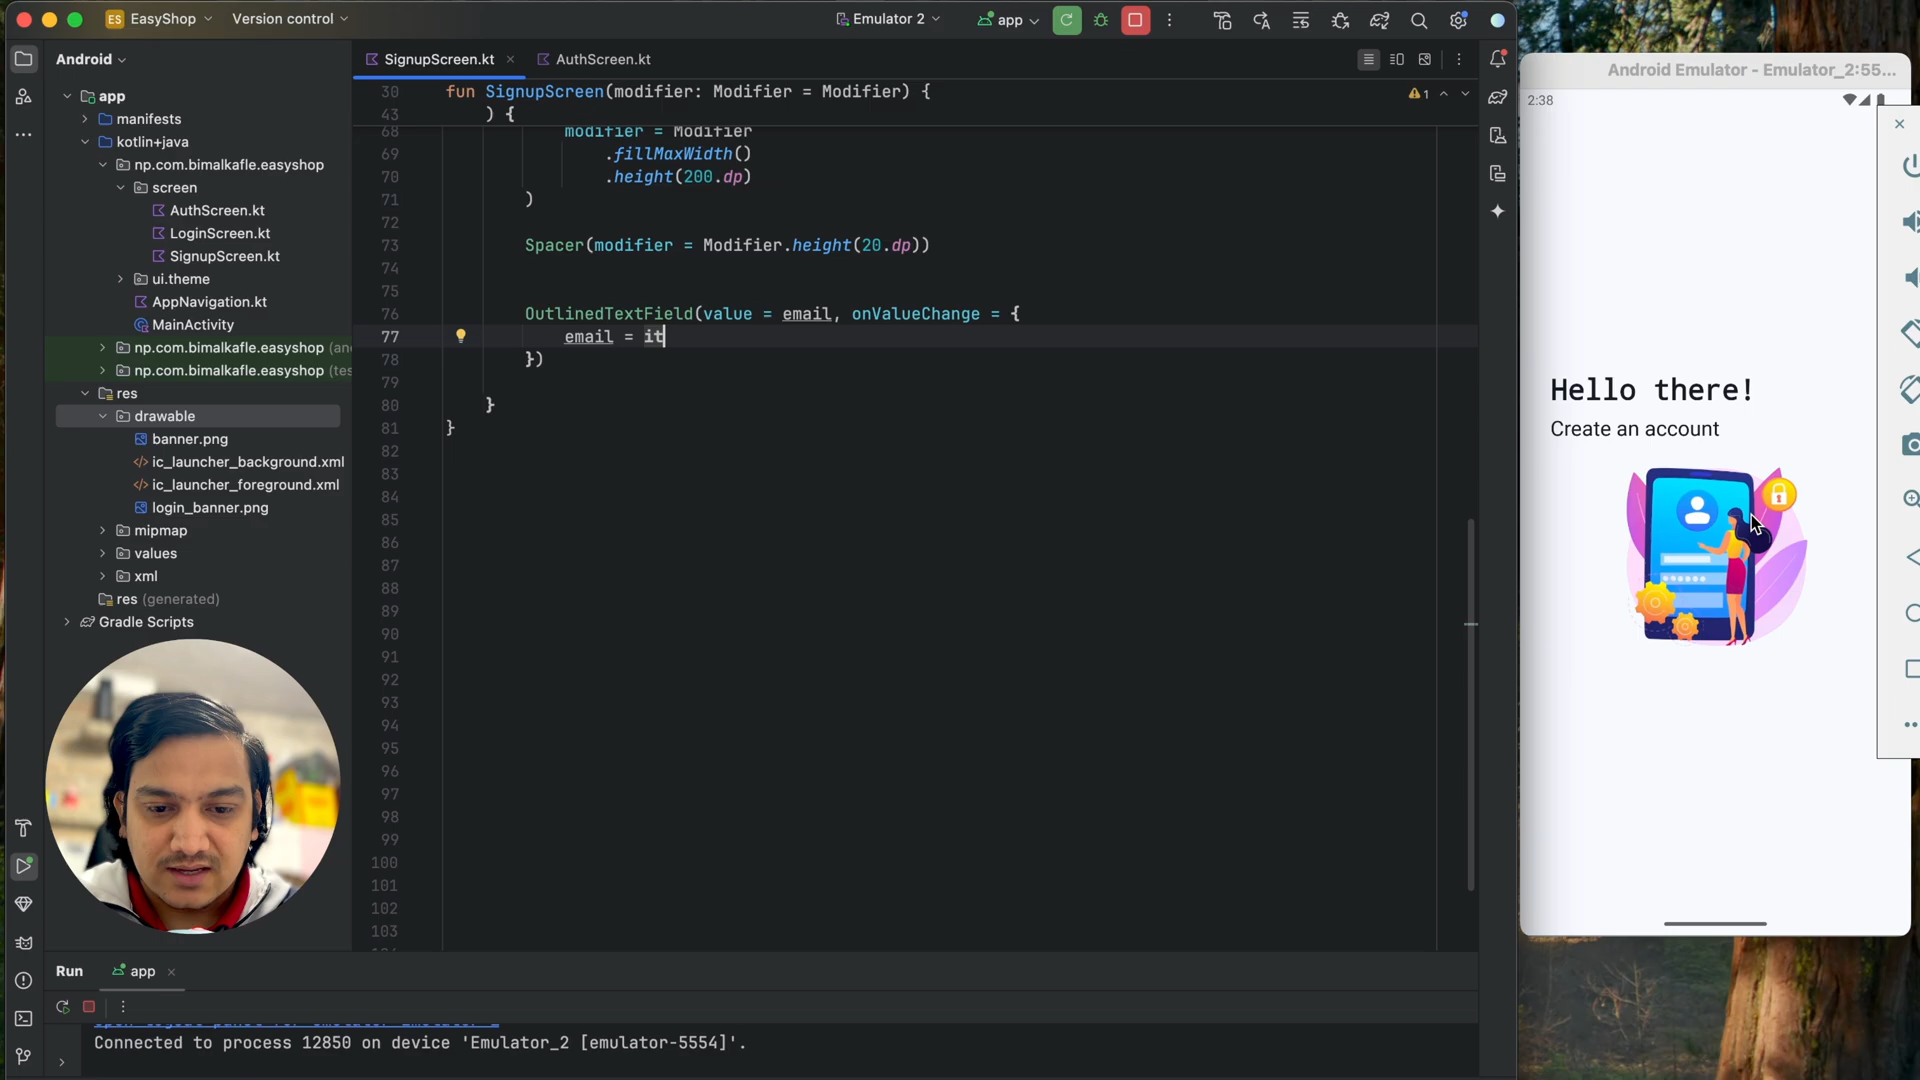 ES EasyShop
Version control
Emulator 2
app
Android
SignupScreen.kt
AuthScreen.kt
Android Emulator - Emulator_2:55...
app
manifests
kotlin+java
np.com.bimalkafle.easyshop
screen
AuthScreen.kt
LoginScreen.kt
SignupScreen.kt
ui.theme
AppNavigation.kt
MainActivity
np.com.bimalkafle.easyshop (and
np.com.bimalkafle.easyshop (tes
res
drawable
banner.png
ic_launcher_background.xml
ic_launcher_foreground.xml
login_banner.png
mipmap
values
xml
res (generated)
Gradle Scripts
30 fun SignupScreen(modifier: Modifier = Modifier) {
1
43 ) {
68 modifier = Modifier
69 .fillMaxWidth()
70 .height(200.dp)
71 )
72
73 Spacer(modifier = Modifier.height(20.dp))
74
75
76 OutlinedTextField(value = email, onValueChange = {
77 email = it
78 })
79
80 }
81 }
82
83
84
85
86
87
88
89
90
91
92
93
94
95
96
97
98
99
100
101
102
103
2:38
Hello there!
Create an account
Run
app
Connected to process 12850 on device 'Emulator_2 [emulator-5554]'.